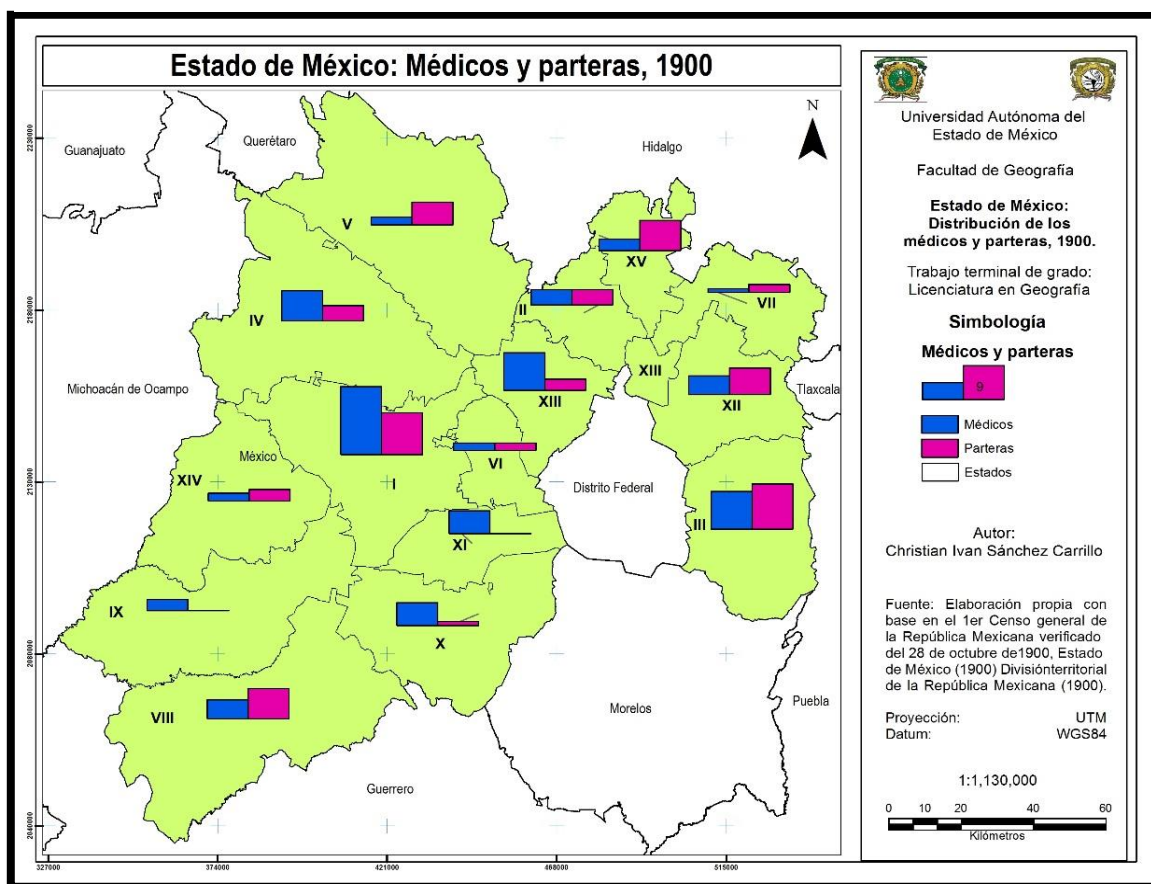 Estado de México: Médicos y parteras, 1900
N
Guanajuato
Querétaro
Hidalgo
V
XV
VII
II
IV
XIII
XIII
XII
Michoacán de Ocampo
Tlaxcala
México
XIV
I
VI
Distrito Federal
III
XI
IX
X
VIII
Morelos
Puebla
Guerrero
2230000
2180000
2130000
2080000
2040000
327000
374000
421000
468000
515000
Universidad Autónoma del
Estado de México
Facultad de Geografía
Estado de México:
Distribución de los
médicos y parteras, 1900.
Trabajo terminal de grado:
Licenciatura en Geografía
Simbología
Médicos y parteras
9
Médicos
Parteras
Estados
Autor:
Christian Ivan Sánchez Carrillo
Fuente: Elaboración propia con
base en el 1er Censo general de
la República Mexicana verificado
del 28 de octubre de1900, Estado
de México (1900) Divisiónterritorial
de la República Mexicana (1900).
Proyección: UTM
Datum: WGS84
1:1,130,000
0 10 20 40 60
Kilómetros